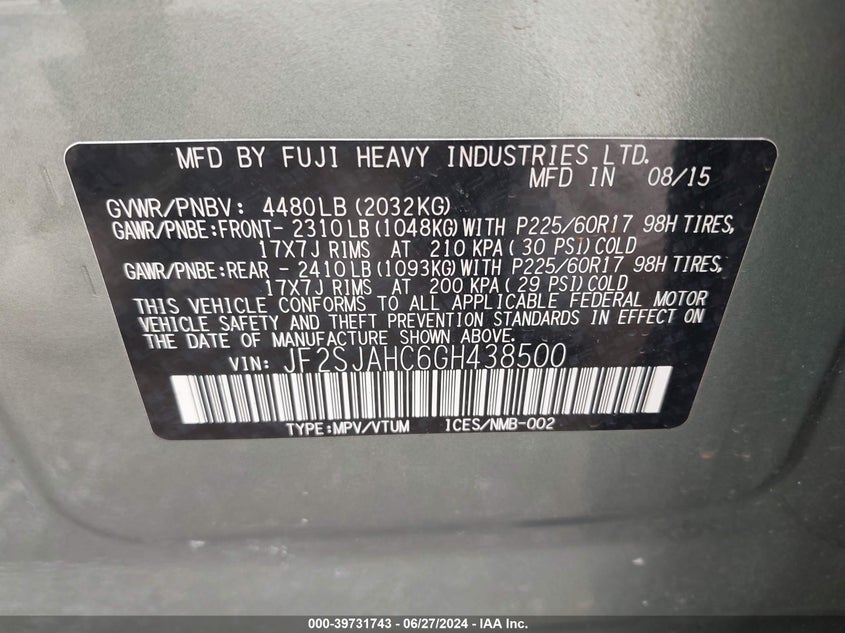 MFD BY FUJI HEAVY INDUSTRIES LTD.
MFD IN 08/15
GVWR/PNBV: 4480LB (2032KG)
GAWR/PNBE:FRONT- 2310LB (1048KG) WITH P225/60R17 98H TIRES,
17X7J RIMS AT 210 KPA ( 30 PSI) COLD
GAWR/PNBE:REAR - 2410LB (1093KG) WITH P225/60R17 98H TIRES,
17X7J RIMS AT 200 KPA ( 29 PSI) COLD
THIS VEHICLE CONFORMS TO ALL APPLICABLE FEDERAL MOTOR
VEHICLE SAFETY AND THEFT PREVENTION STANDARDS IN EFFECT ON
THE DATE OF MANUFACTURE SHOWN ABOVE.
VIN: JF2SJAHC6GH438500
TYPE:MPV/VTUM ICES/NMB-002
000-39731743 - 06/27/2024 - IAA Inc.